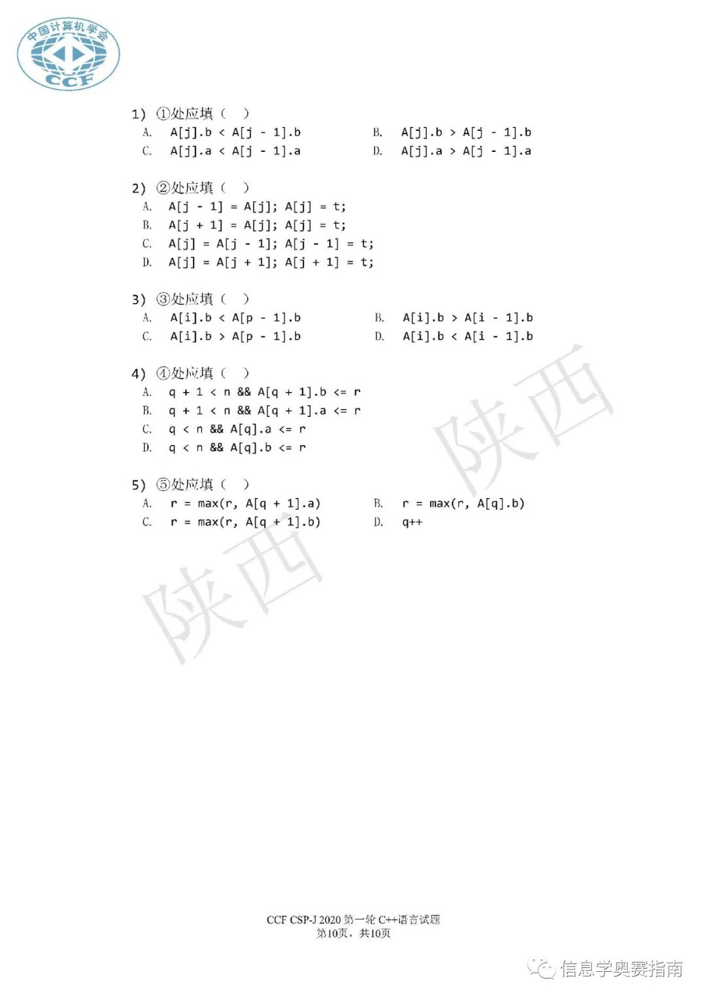 中国计算机学会
CCF
1) ①处应填（ ）
A. A[j].b < A[j - 1].b B. A[j].b > A[j - 1].b
C. A[j].a < A[j - 1].a D. A[j].a > A[j - 1].a
2) ②处应填（ ）
A. A[j - 1] = A[j]; A[j] = t;
B. A[j + 1] = A[j]; A[j] = t;
C. A[j] = A[j - 1]; A[j - 1] = t;
D. A[j] = A[j + 1]; A[j + 1] = t;
3) ③处应填（ ）
A. A[i].b < A[p - 1].b B. A[i].b > A[i - 1].b
C. A[i].b > A[p - 1].b D. A[i].b < A[i - 1].b
4) ④处应填（ ）
A. q + 1 < n && A[q + 1].b <= r
B. q + 1 < n && A[q + 1].a <= r
C. q < n && A[q].a <= r
D. q < n && A[q].b <= r
5) ⑤处应填（ ）
A. r = max(r, A[q + 1].a) B. r = max(r, A[q].b)
C. r = max(r, A[q + 1].b) D. q++
陕西
陕西
CCF CSP-J 2020 第一轮 C++语言试题
第10页，共10页
信息学奥赛指南